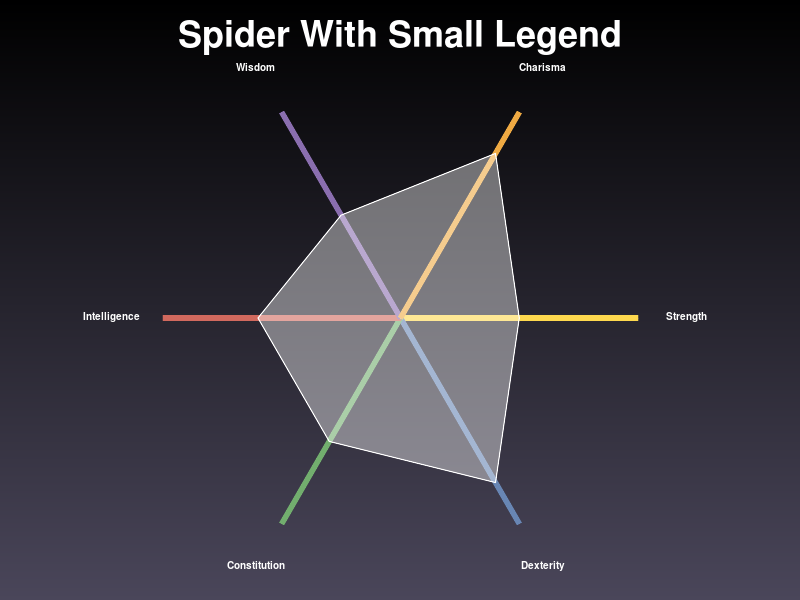 Spider With Small Legend
Wisdom
Charisma
Intelligence
Strength
Constitution
Dexterity